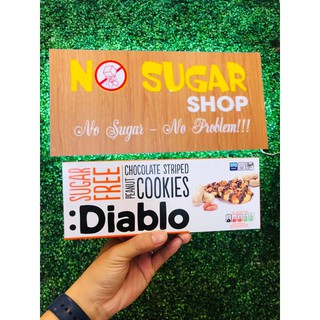 NO SUGAR
SHOP
No Sugar - No Problem!!!
SUGAR
FREE
CHOCOLATE STRIPED
PEANUT COOKIES
:Diablo